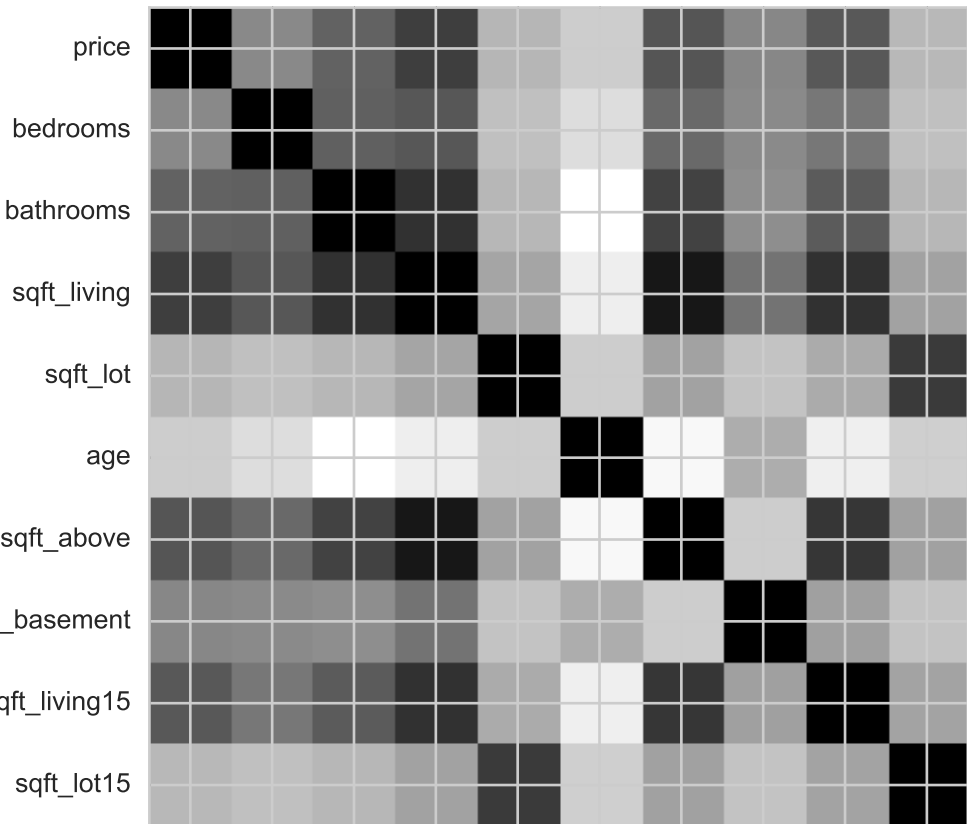 price
bedrooms
bathrooms
sqft_living
sqft_lot
age
sqft_above
_basement
qft_living15
sqft_lot15